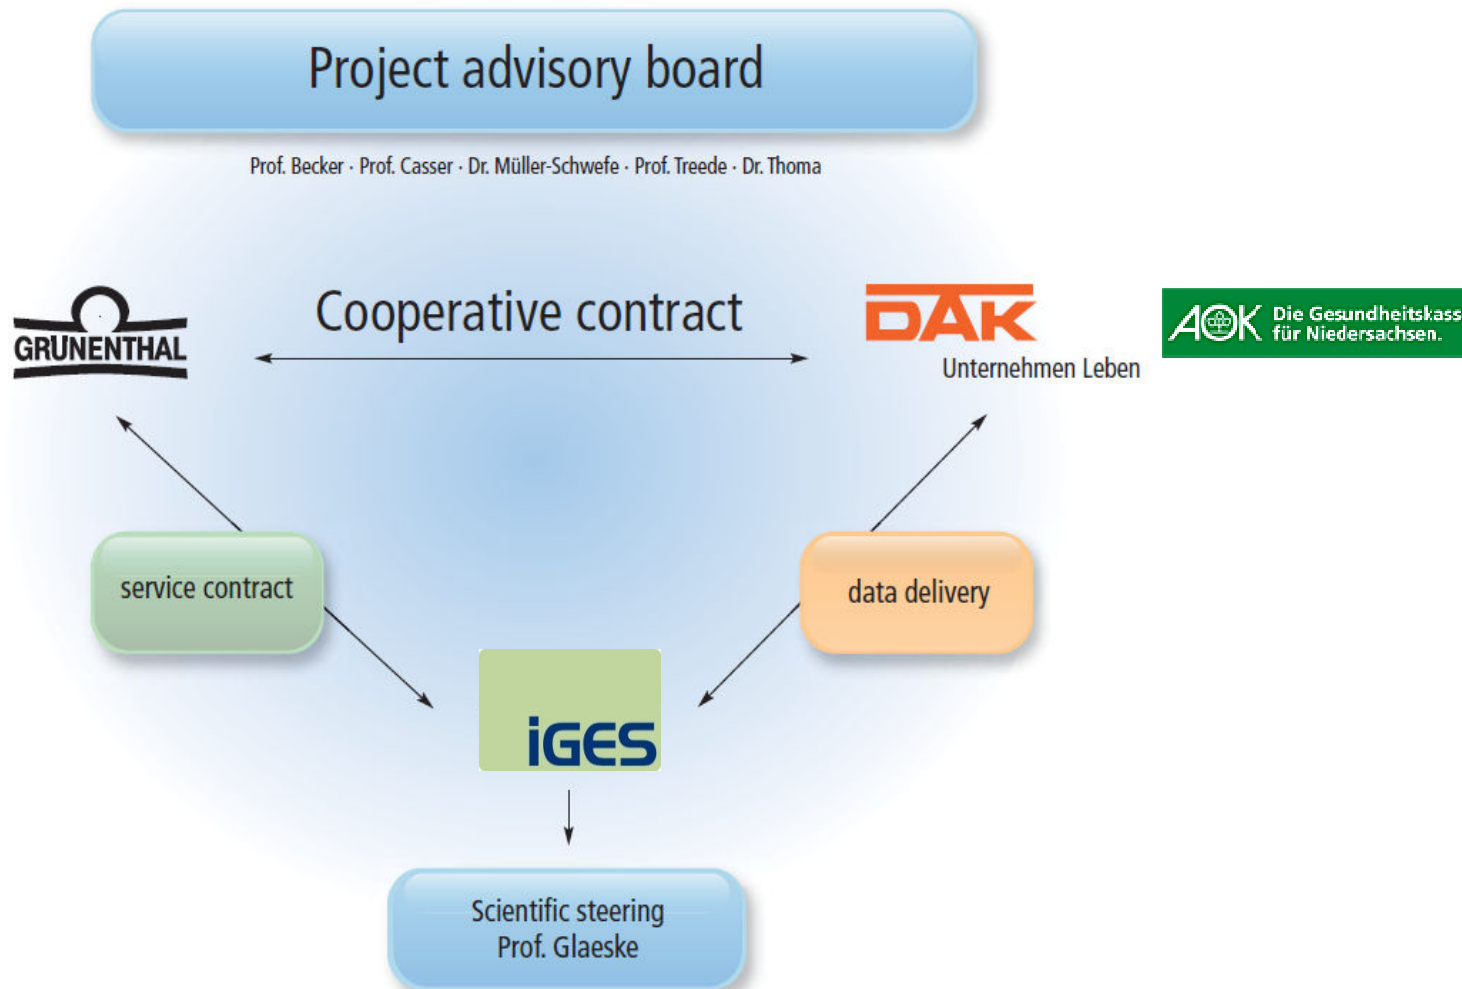 Project advisory board
Prof. Becker · Prof. Casser · Dr. Müller-Schwefe · Prof. Treede · Dr. Thoma
Cooperative contract
GRÜNENTHAL
DAK
Unternehmen Leben
AOK
Die Gesundheitskass
für Niedersachsen.
service contract
data delivery
iGES
Scientific steering
Prof. Glaeske